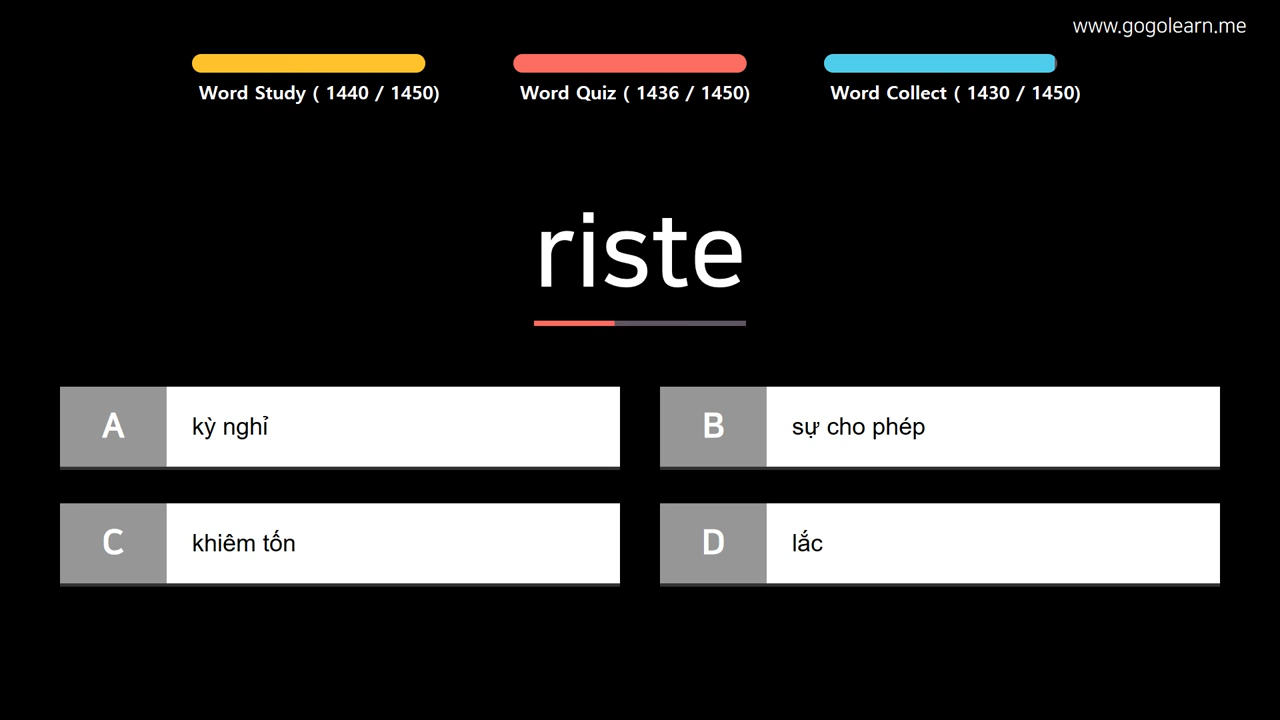 www.gogolearn.me
Word Study ( 1440 / 1450)
Word Quiz ( 1436 / 1450)
Word Collect ( 1430 / 1450)
riste
A kỳ nghỉ
B sự cho phép
C khiêm tốn
D lắc